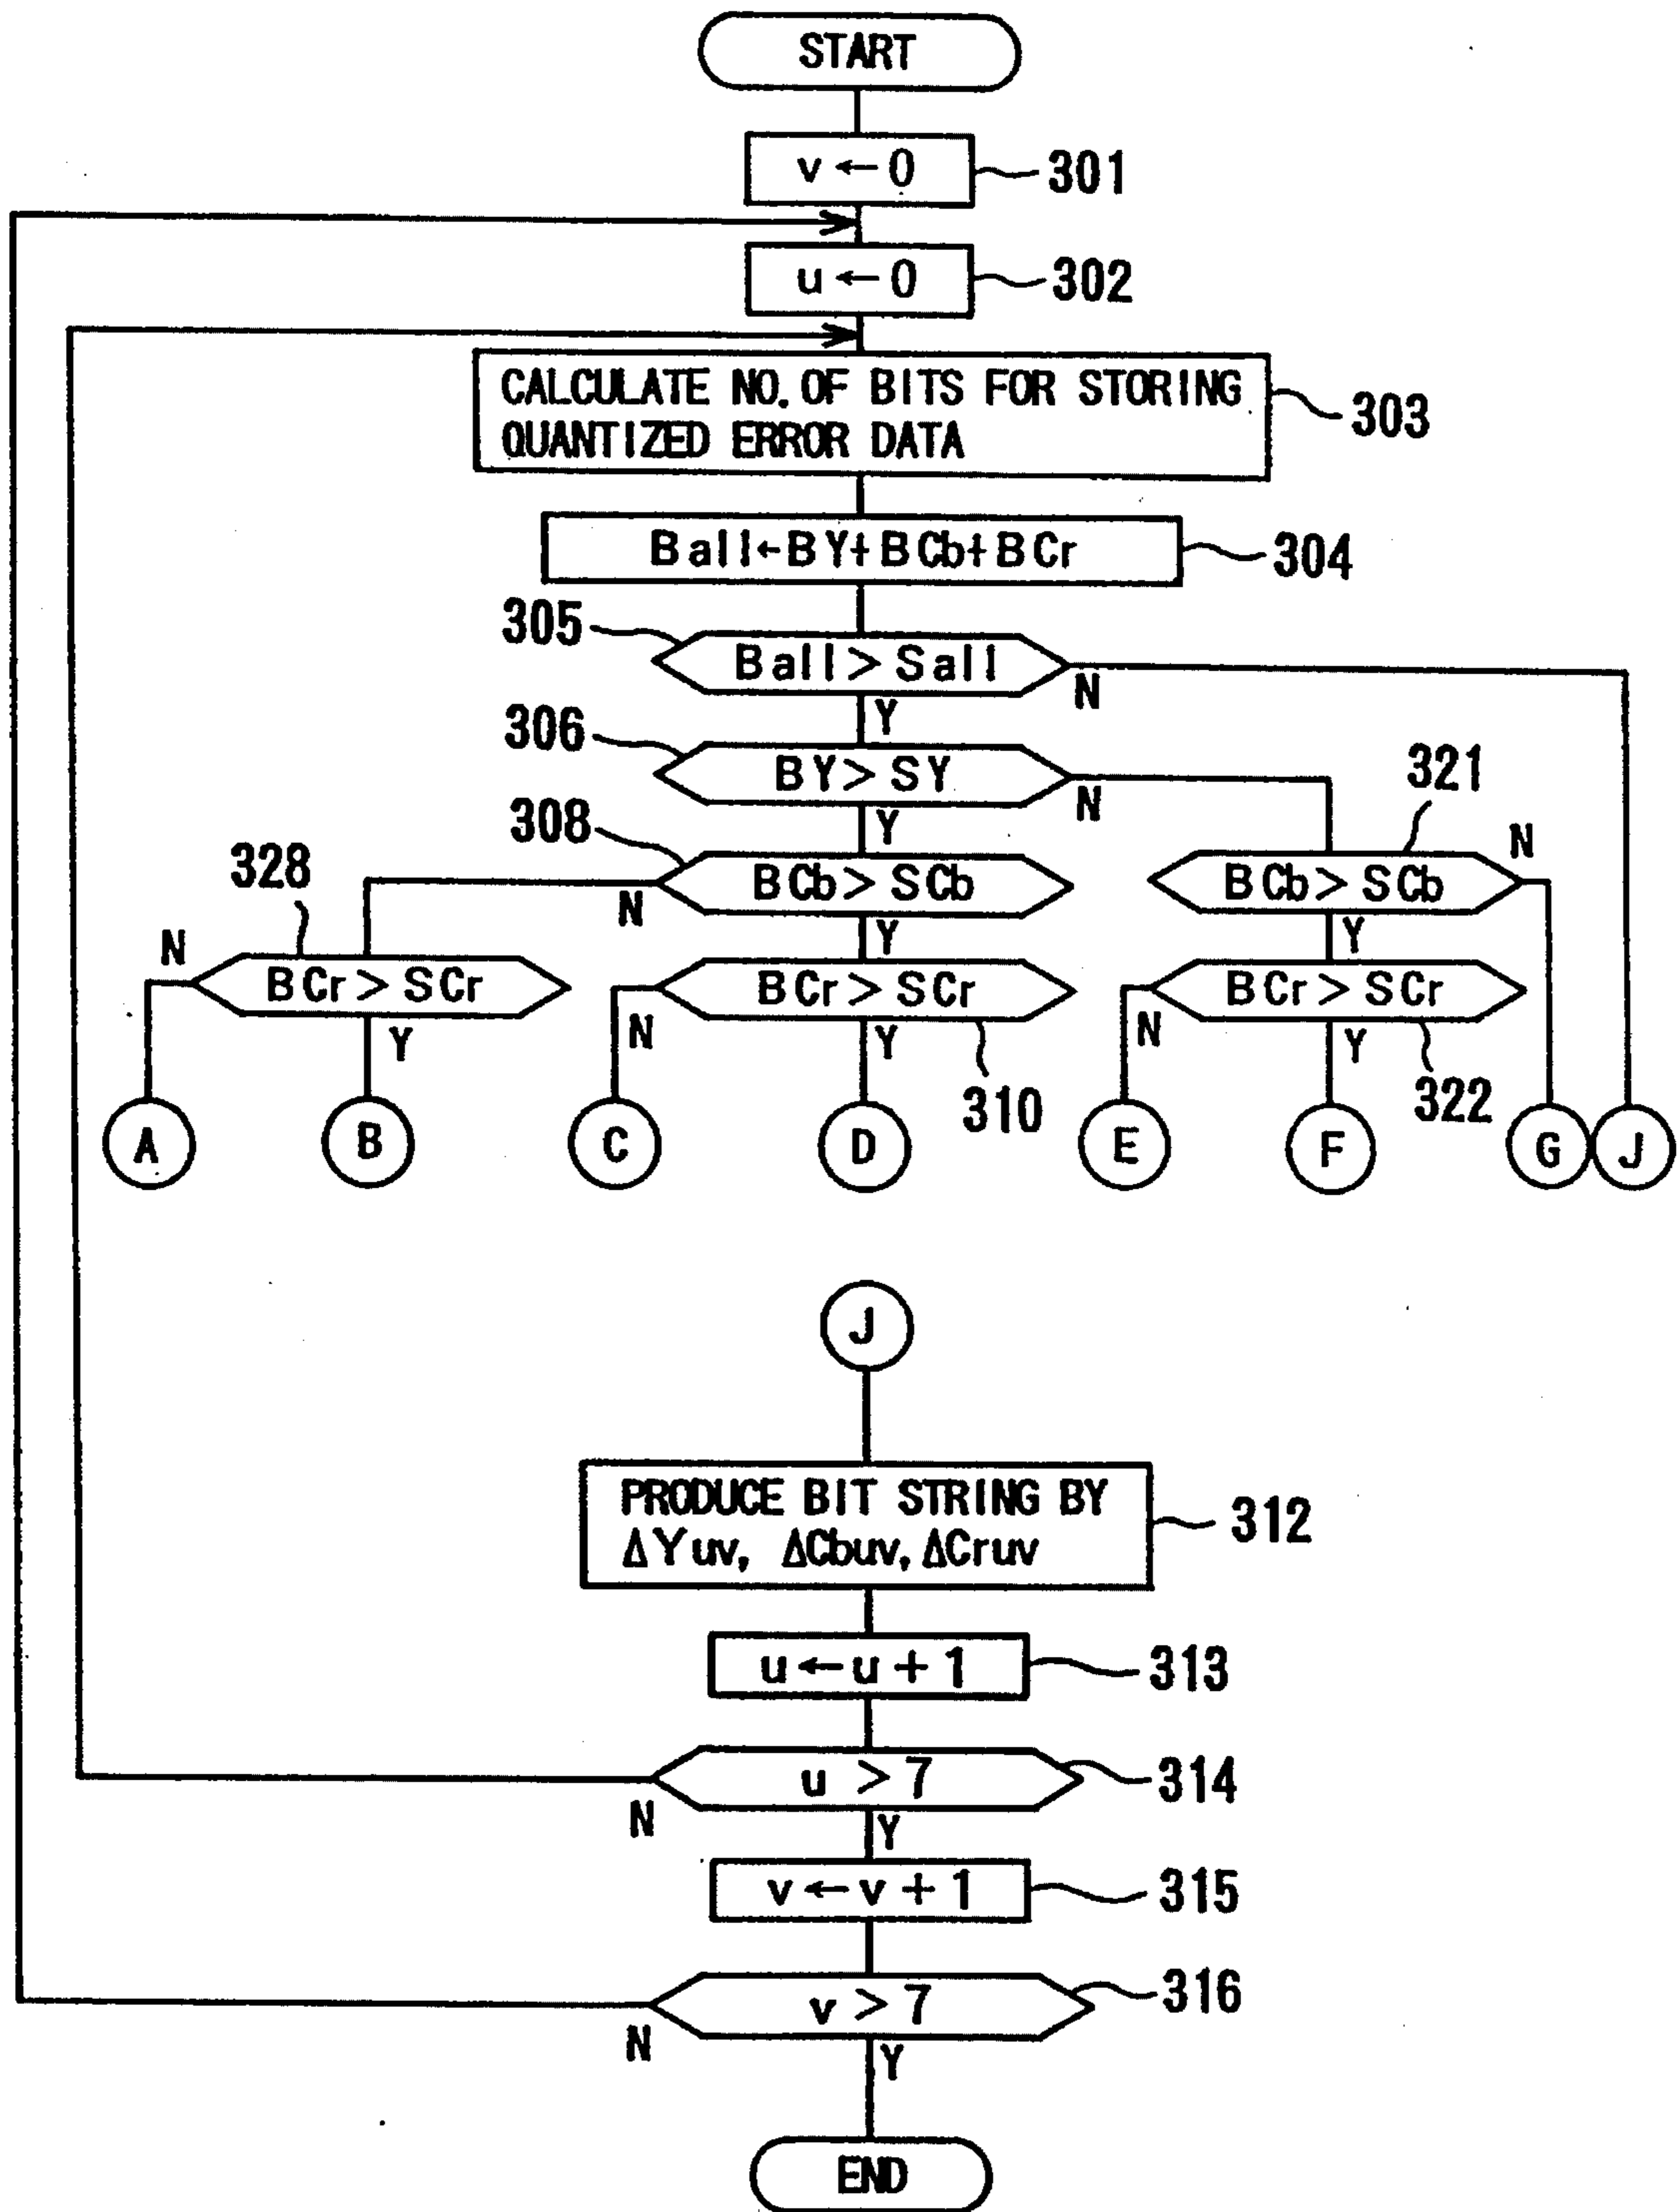 START
v←0
301
u←0
302
CALCULATE NO. OF BITS FOR STORING
QUANTIZED ERROR DATA
303
Ball←BY+BCb+BCr
304
305
Ball > Sall
N
Y
306
BY > SY
N
Y
321
308
BCb > SCb
N
Y
BCb > SCb
N
Y
328
N
BCr > SCr
Y
BCr > SCr
N
Y
310
BCr > SCr
N
Y
322
A
B
C
D
E
F
G
J
J
PRODUCE BIT STRING BY
ΔYuv, ΔCbuv, ΔCruv
312
u←u+1
313
u > 7
314
N
Y
v←v+1
315
v > 7
316
N
Y
END